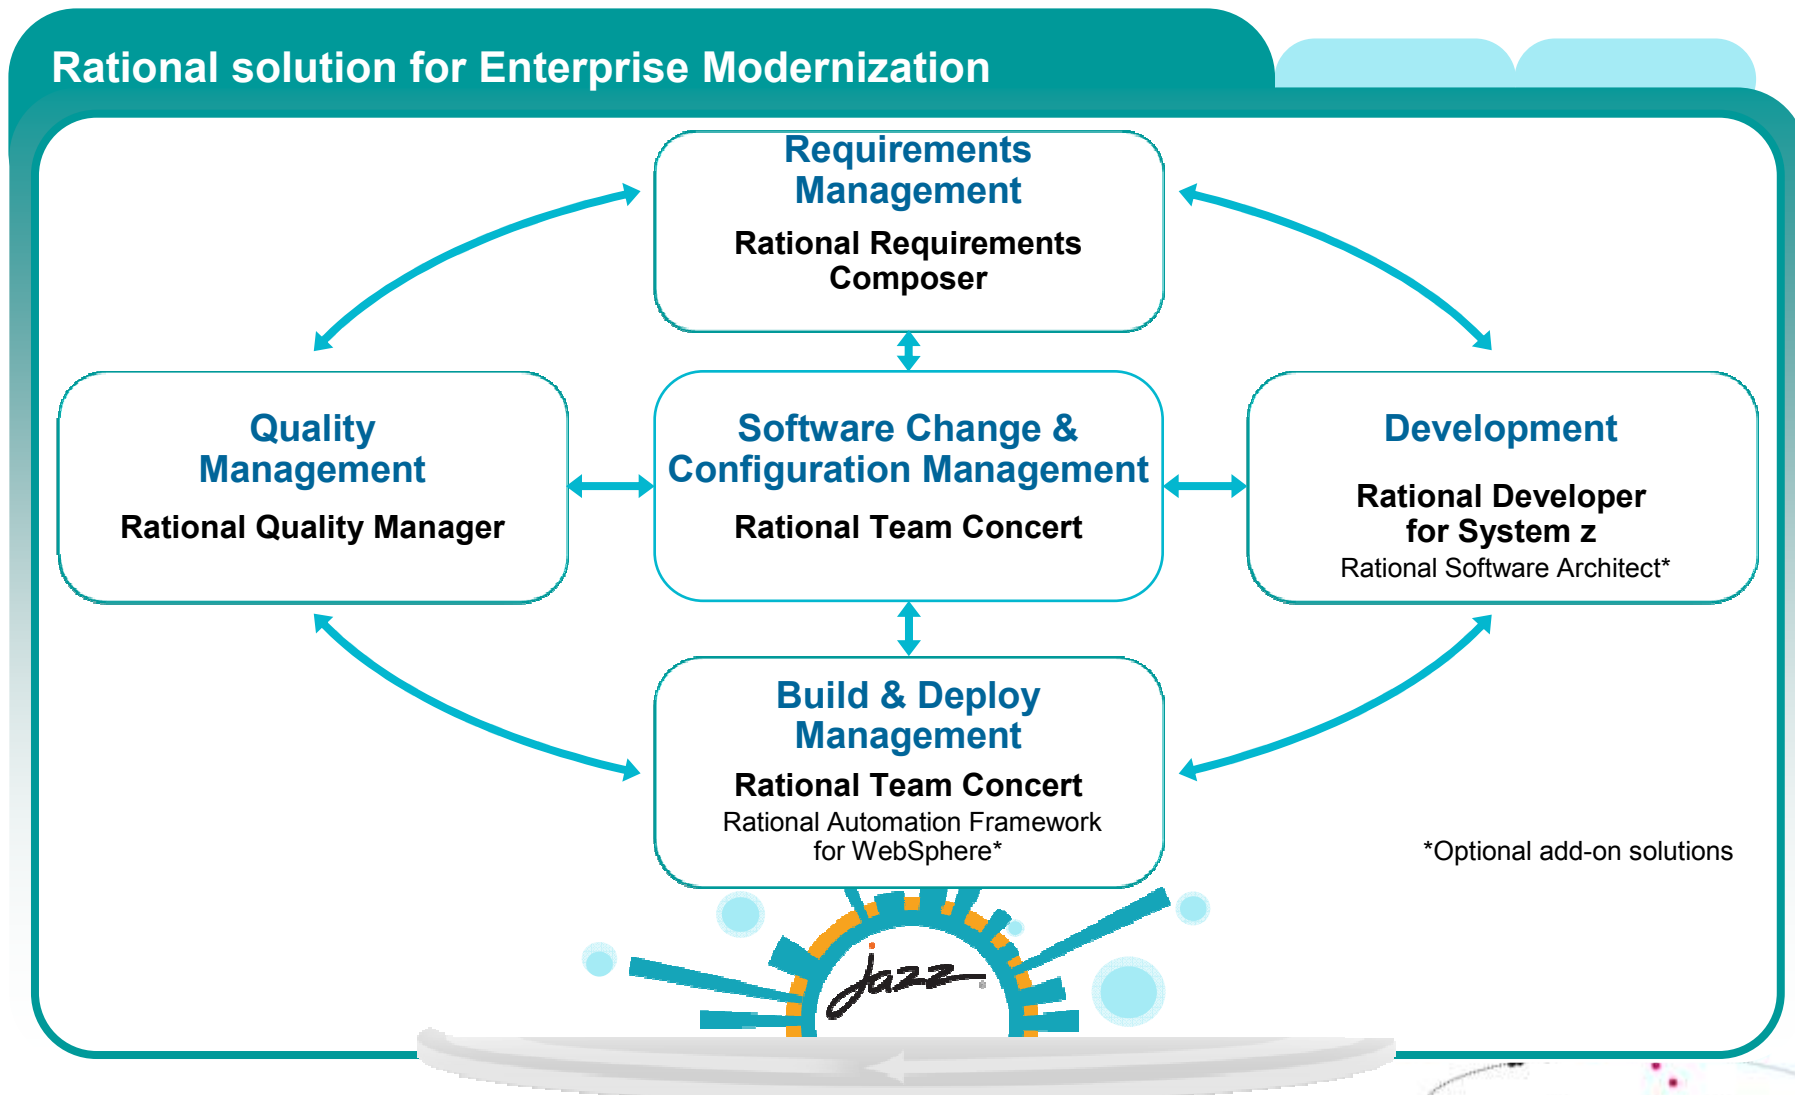 Rational solution for Enterprise Modernization
Requirements
Management
Rational Requirements
Composer
Quality
Management
Rational Quality Manager
Software Change &
Configuration Management
Rational Team Concert
Development
Rational Developer
for System z
Rational Software Architect*
Build & Deploy
Management
Rational Team Concert
Rational Automation Framework
for WebSphere*
*Optional add-on solutions
jazz